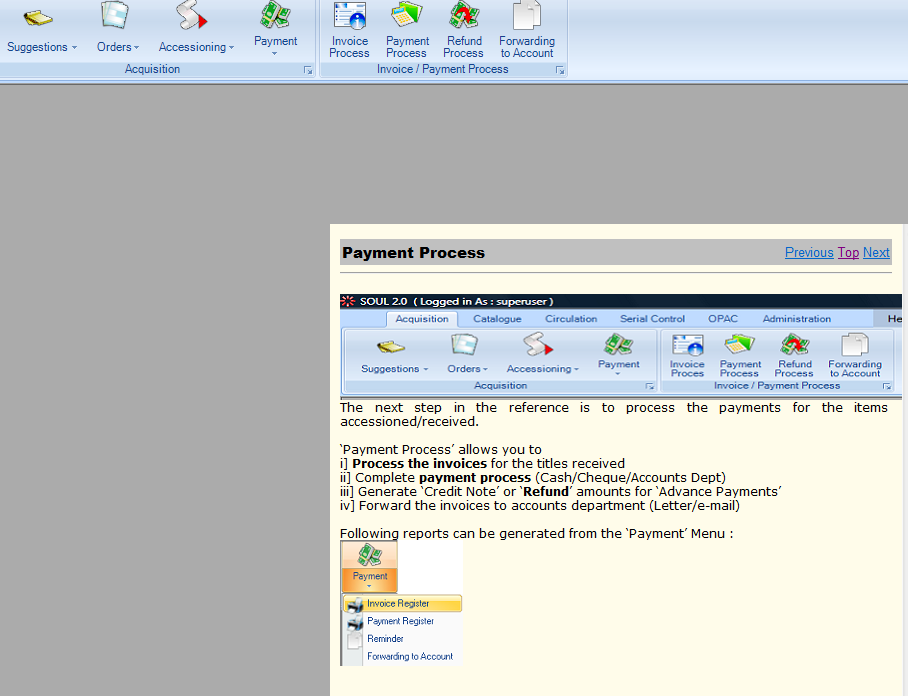 Suggestions Orders Accessioning Payment Invoice Process Payment Process Refund Process Forwarding to Account
Acquisition Invoice / Payment Process
Payment Process Previous Top Next
SOUL 2.0 ( Logged in As : superuser )
Acquisition Catalogue Circulation Serial Control OPAC Administration He
Suggestions Orders Accessioning Payment Invoice Proces Payment Process Refund Process Forwarding to Account
Acquisition Invoice / Payment Process
The next step in the reference is to process the payments for the items
accessioned/received.
‘Payment Process’ allows you to
i] Process the invoices for the titles received
ii] Complete payment process (Cash/Cheque/Accounts Dept)
iii] Generate ‘Credit Note’ or ‘Refund’ amounts for ‘Advance Payments’
iv] Forward the invoices to accounts department (Letter/e-mail)
Following reports can be generated from the ‘Payment’ Menu :
Payment
Invoice Register
Payment Register
Reminder
Forwarding to Account